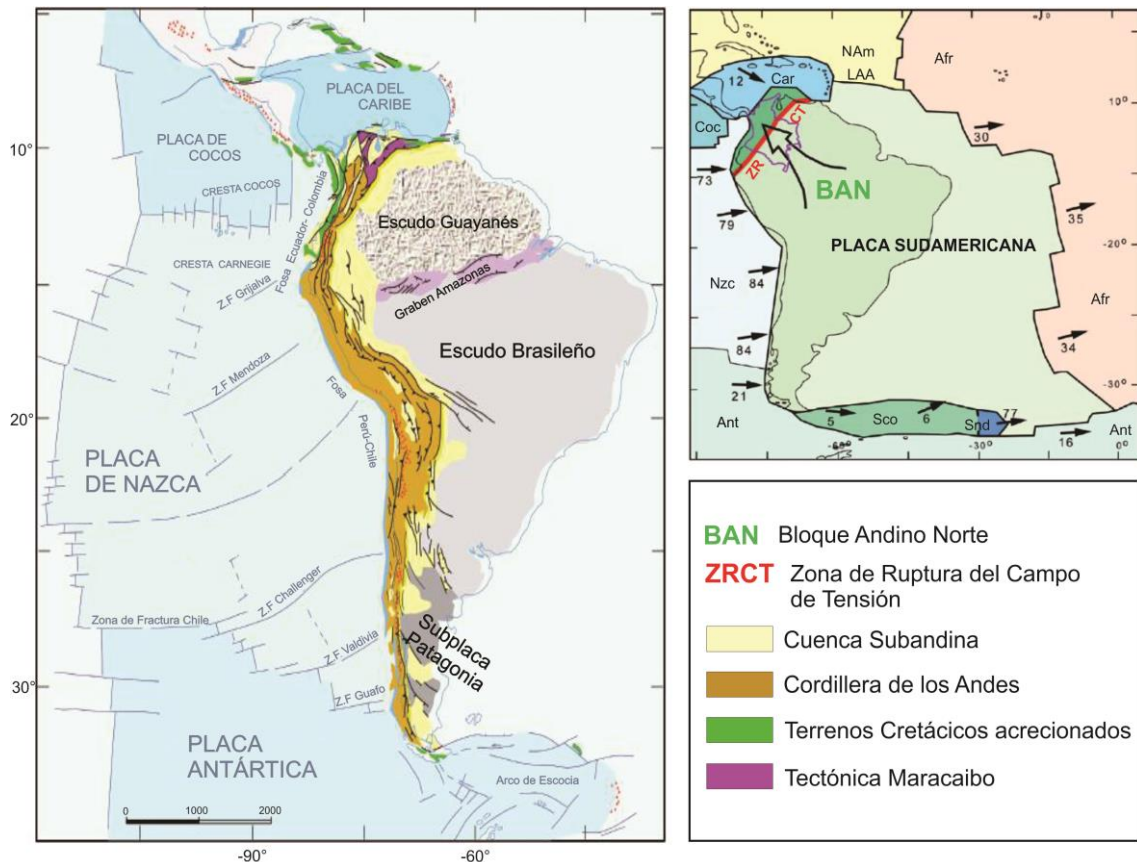 PLACA DEL
CARIBE
PLACA DE
COCOS
10°
CRESTA COCOS
Fosa Ecuador-Colombia
Escudo Guayanés
CRESTA CARNEGIE
Z.F Grijalva
Graben Amazonas
Escudo Brasileño
Z.F Mendoza
Fosa
Perú-Chile
20°
PLACA
DE NAZCA
Z.F Challenger
Zona de Fractura Chile
Z.F Valdivia
Subplaca
Patagonia
30°
Z.F Guafo
PLACA
ANTÁRTICA
Arco de Escocia
0 1000 2000
-90° -60°
NAm
Afr
LAA
12
Car
10°
Coc
CT
30
ZR
73
BAN
79
35
-20°
PLACA SUDAMERICANA
Nzc
84
Afr
84
34
-30°
21
77
Ant
5
Sco
6
Snd
Ant
-60°
-30°
16
0°
BAN Bloque Andino Norte
ZRCT Zona de Ruptura del Campo
de Tensión
Cuenca Subandina
Cordillera de los Andes
Terrenos Cretácicos acrecionados
Tectónica Maracaibo